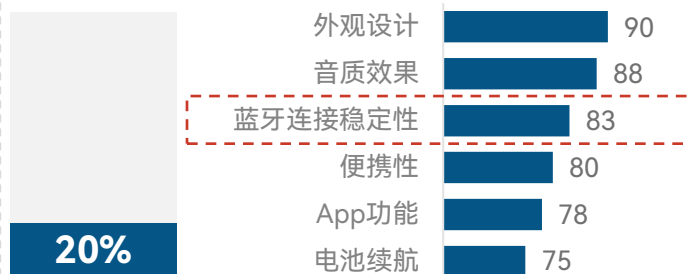 外观设计 90
音质效果 88
蓝牙连接稳定性 83
便携性 80
App功能 78
20%
电池续航 75